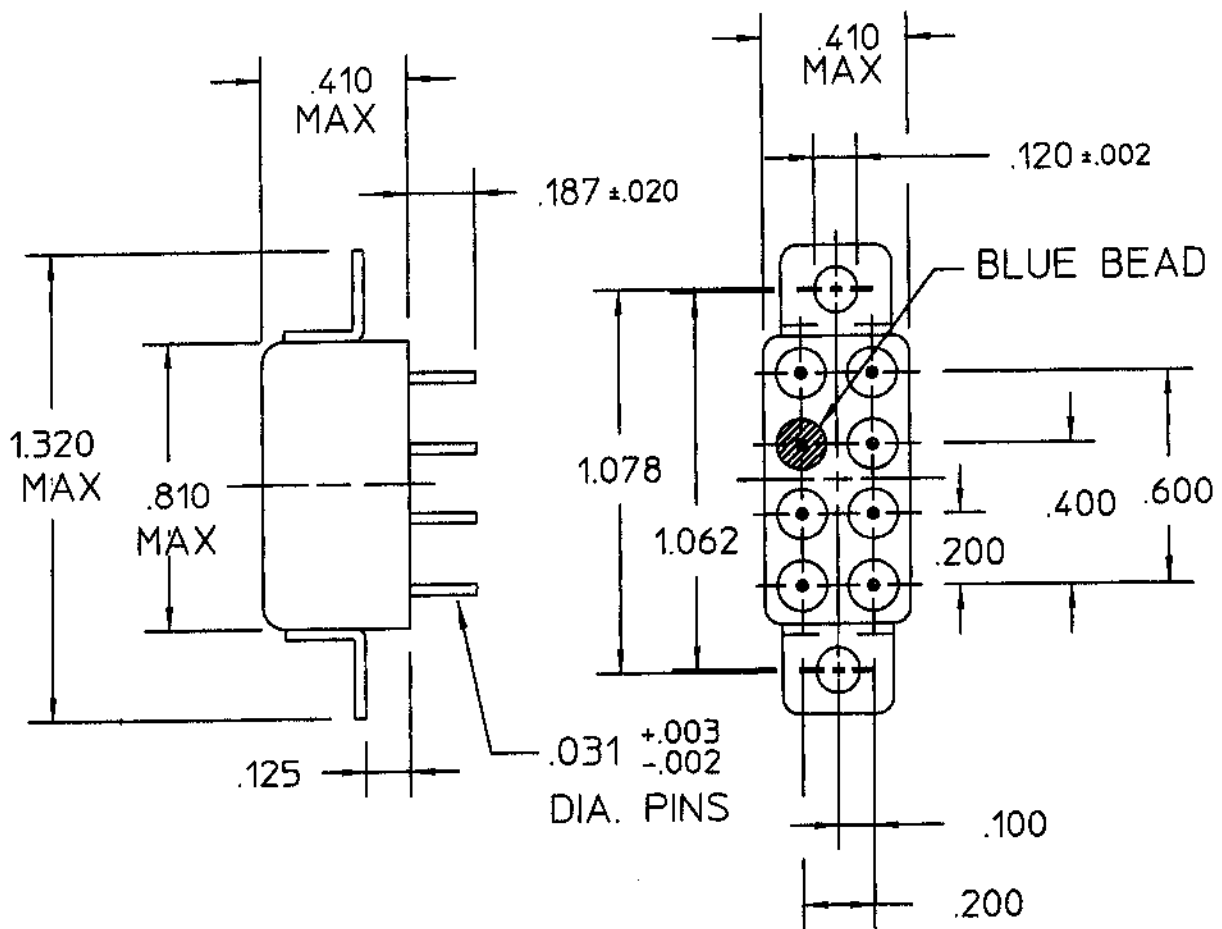 .410
MAX
.410
MAX
.120 ±.002
.187 ±.020
BLUE BEAD
1.320
MAX
.810
MAX
1.078
1.062
.400
.600
.200
.125
.031 +.003
-.002
DIA. PINS
.100
.200